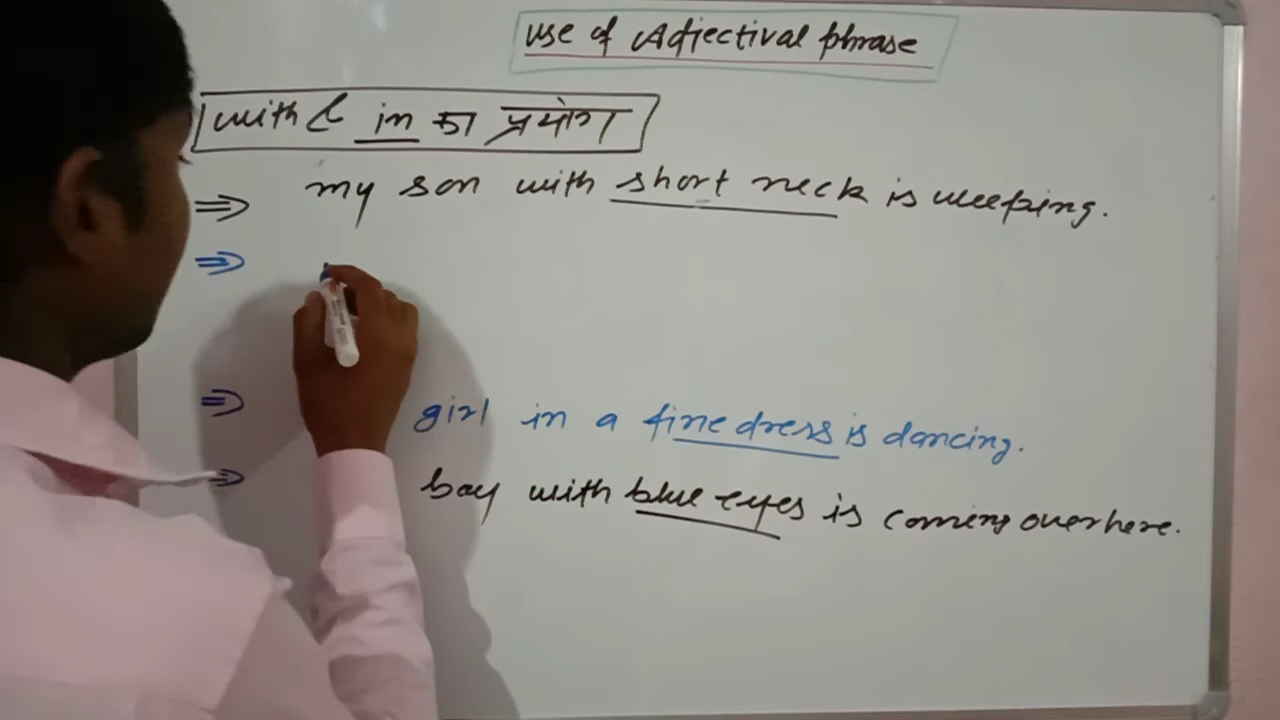 use of Adjectival phrase
with & in का प्रयोग
⇒ my son with short neck is weeping.
⇒
⇒ girl in a fine dress is dancing.
⇒ boy with blue eyes is coming over here.